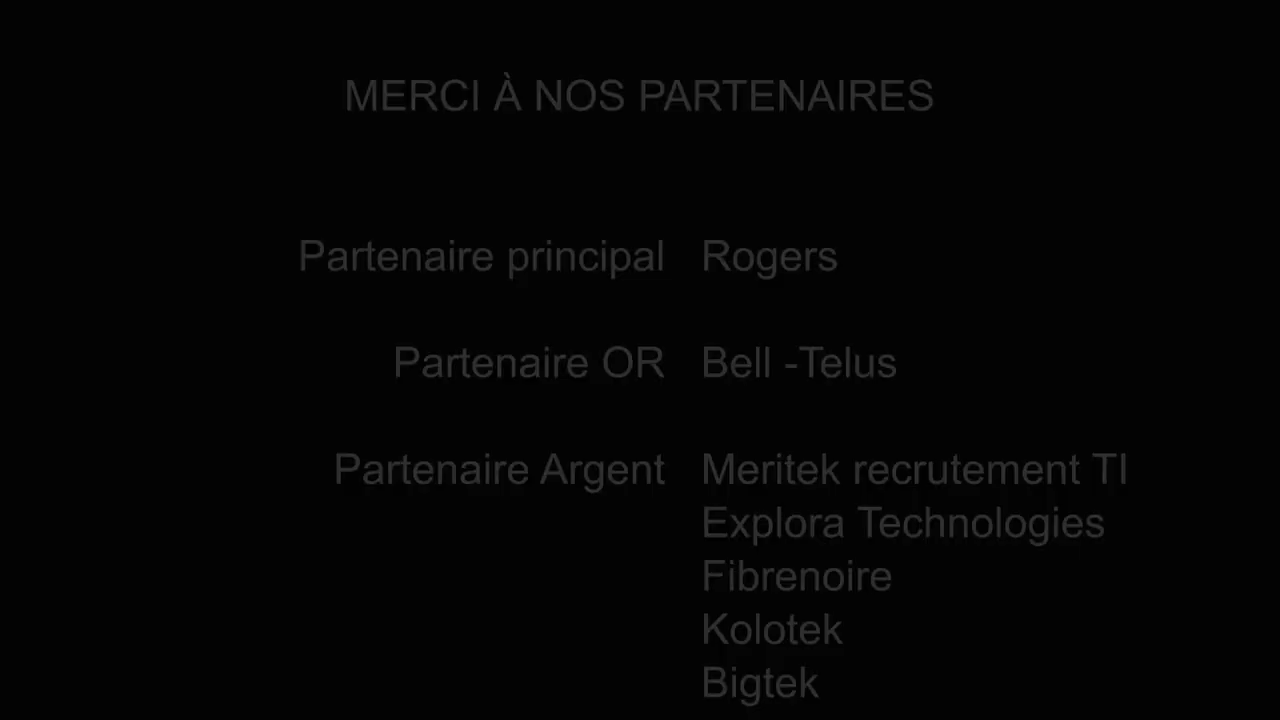 MERCI À NOS PARTENAIRES
Partenaire principal Rogers
Partenaire OR Bell -Telus
Partenaire Argent Meritek recrutement TI
Explora Technologies
Fibrenoire
Kolotek
Bigtek